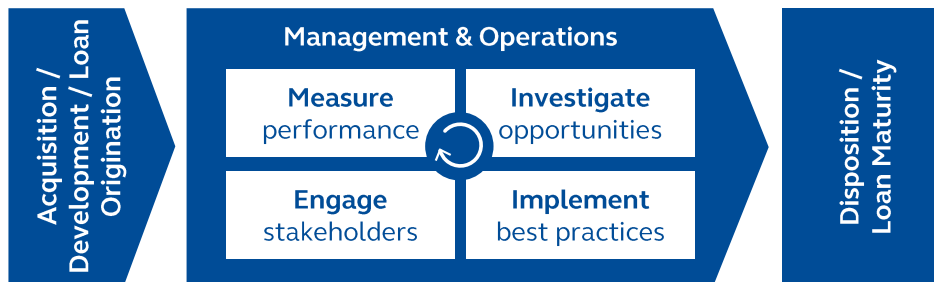 Acquisition /
Development / Loan
Origination
Management & Operations
Measure
performance
Investigate
opportunities
Engage
stakeholders
Implement
best practices
Disposition /
Loan Maturity